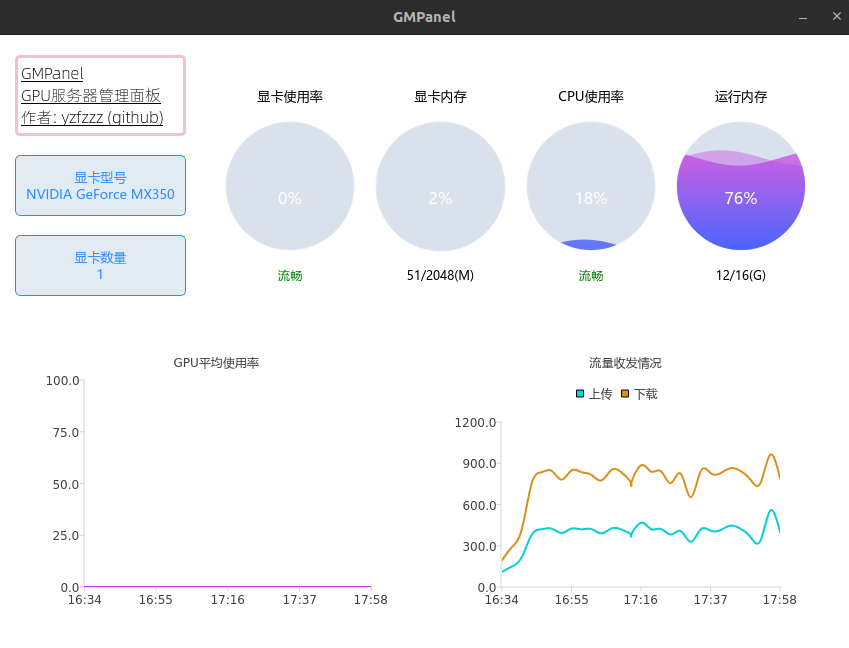 GMPanel
GMPanel
GPU服务器管理面板
作者: yzfzzz (github)
显卡型号
NVIDIA GeForce MX350
显卡数量
1
显卡使用率
0%
流畅
显卡内存
2%
51/2048(M)
CPU使用率
18%
流畅
运行内存
76%
12/16(G)
GPU平均使用率
100.0
75.0
50.0
25.0
0.0
16:34 16:55 17:16 17:37 17:58
流量收发情况
上传 下载
1200.0
900.0
600.0
300.0
0.0
16:34 16:55 17:16 17:37 17:58